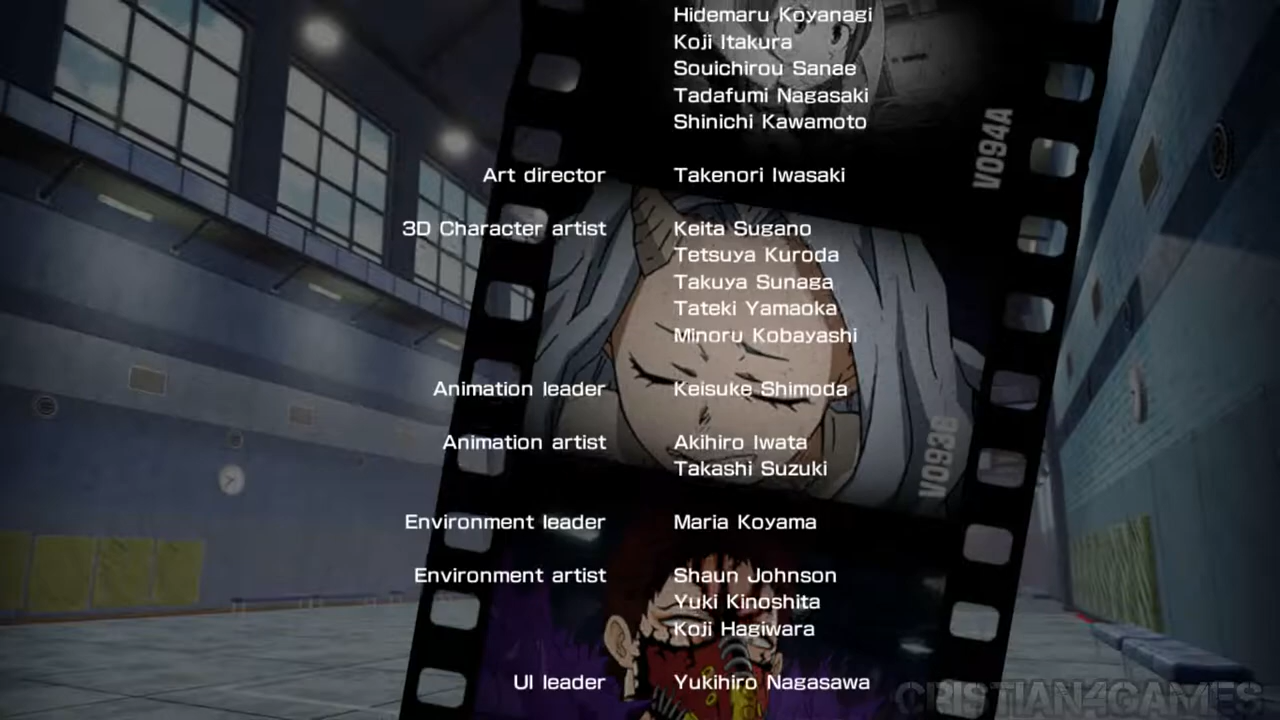 Hidemaru Koyanagi
Koji Itakura
Souichirou Sanae
Tadafumi Nagasaki
Shinichi Kawamoto
V094A
Art director Takenori Iwasaki
3D Character artist Keita Sugano
Tetsuya Kuroda
Takuya Sunaga
Tateki Yamaoka
Minoru Kobayashi
Animation leader Keisuke Shimoda
Animation artist Akihiro Iwata
Takashi Suzuki
V093B
Environment leader Maria Koyama
Environment artist Shaun Johnson
Yuki Kinoshita
Koji Hagiwara
UI leader Yukihiro Nagasawa
CRISTIAN4GAMES